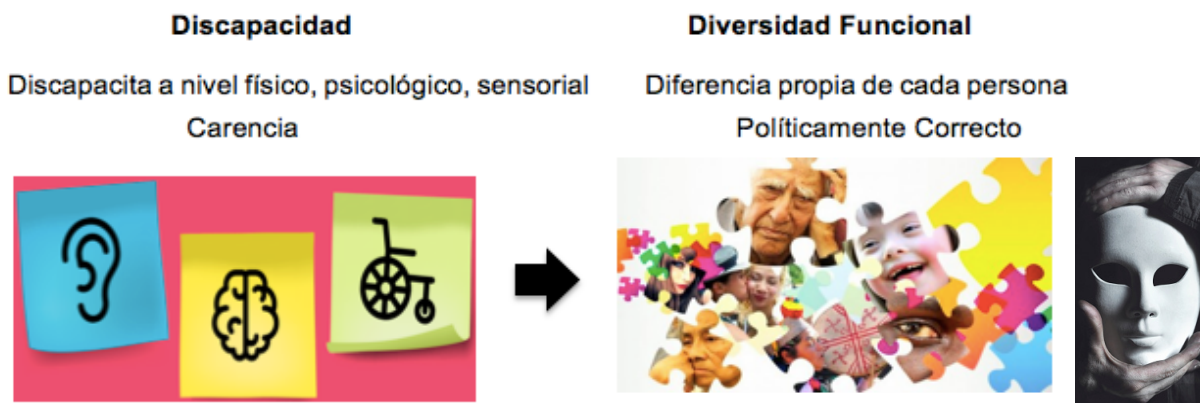 Discapacidad
Discapacita a nivel físico, psicológico, sensorial
Carencia
Diversidad Funcional
Diferencia propia de cada persona
Políticamente Correcto